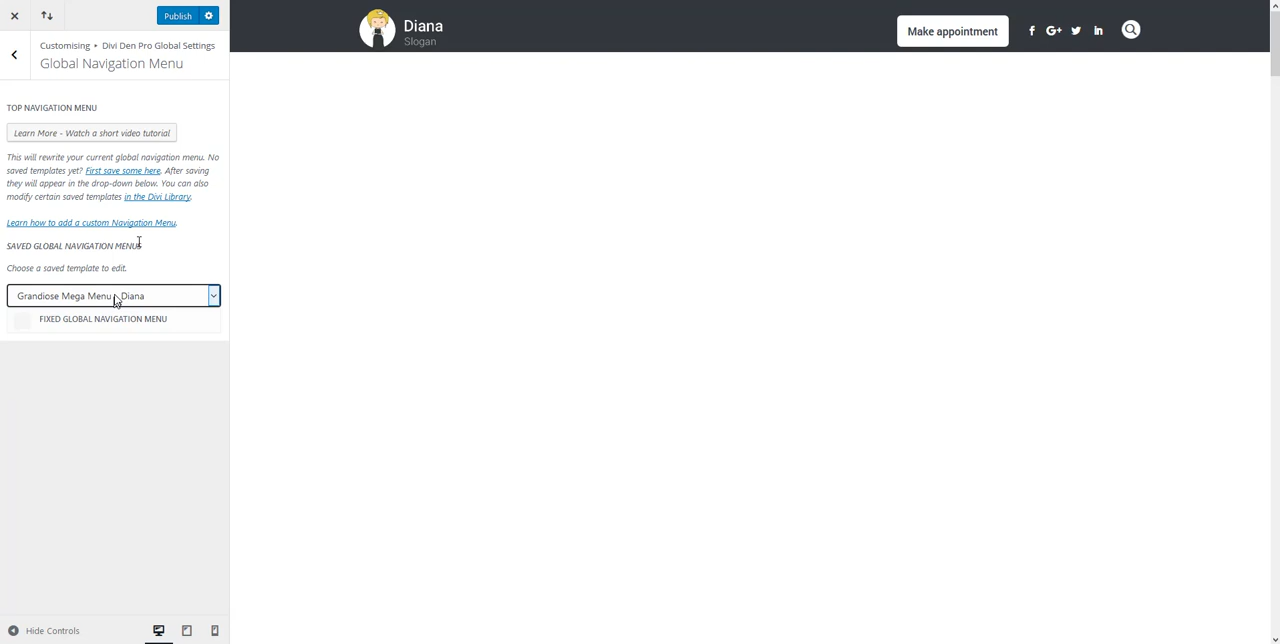 Publish
Customising ▸ Divi Den Pro Global Settings
Global Navigation Menu
TOP NAVIGATION MENU
Learn More - Watch a short video tutorial
This will rewrite your current global navigation menu. No
saved templates yet? First save some here. After saving
they will appear in the drop-down below. You can also
modify certain saved templates in the Divi Library.
Learn how to add a custom Navigation Menu.
SAVED GLOBAL NAVIGATION MENUS
Choose a saved template to edit.
Grandiose Mega Menu - Diana
FIXED GLOBAL NAVIGATION MENU
Hide Controls
Diana
Slogan
Make appointment